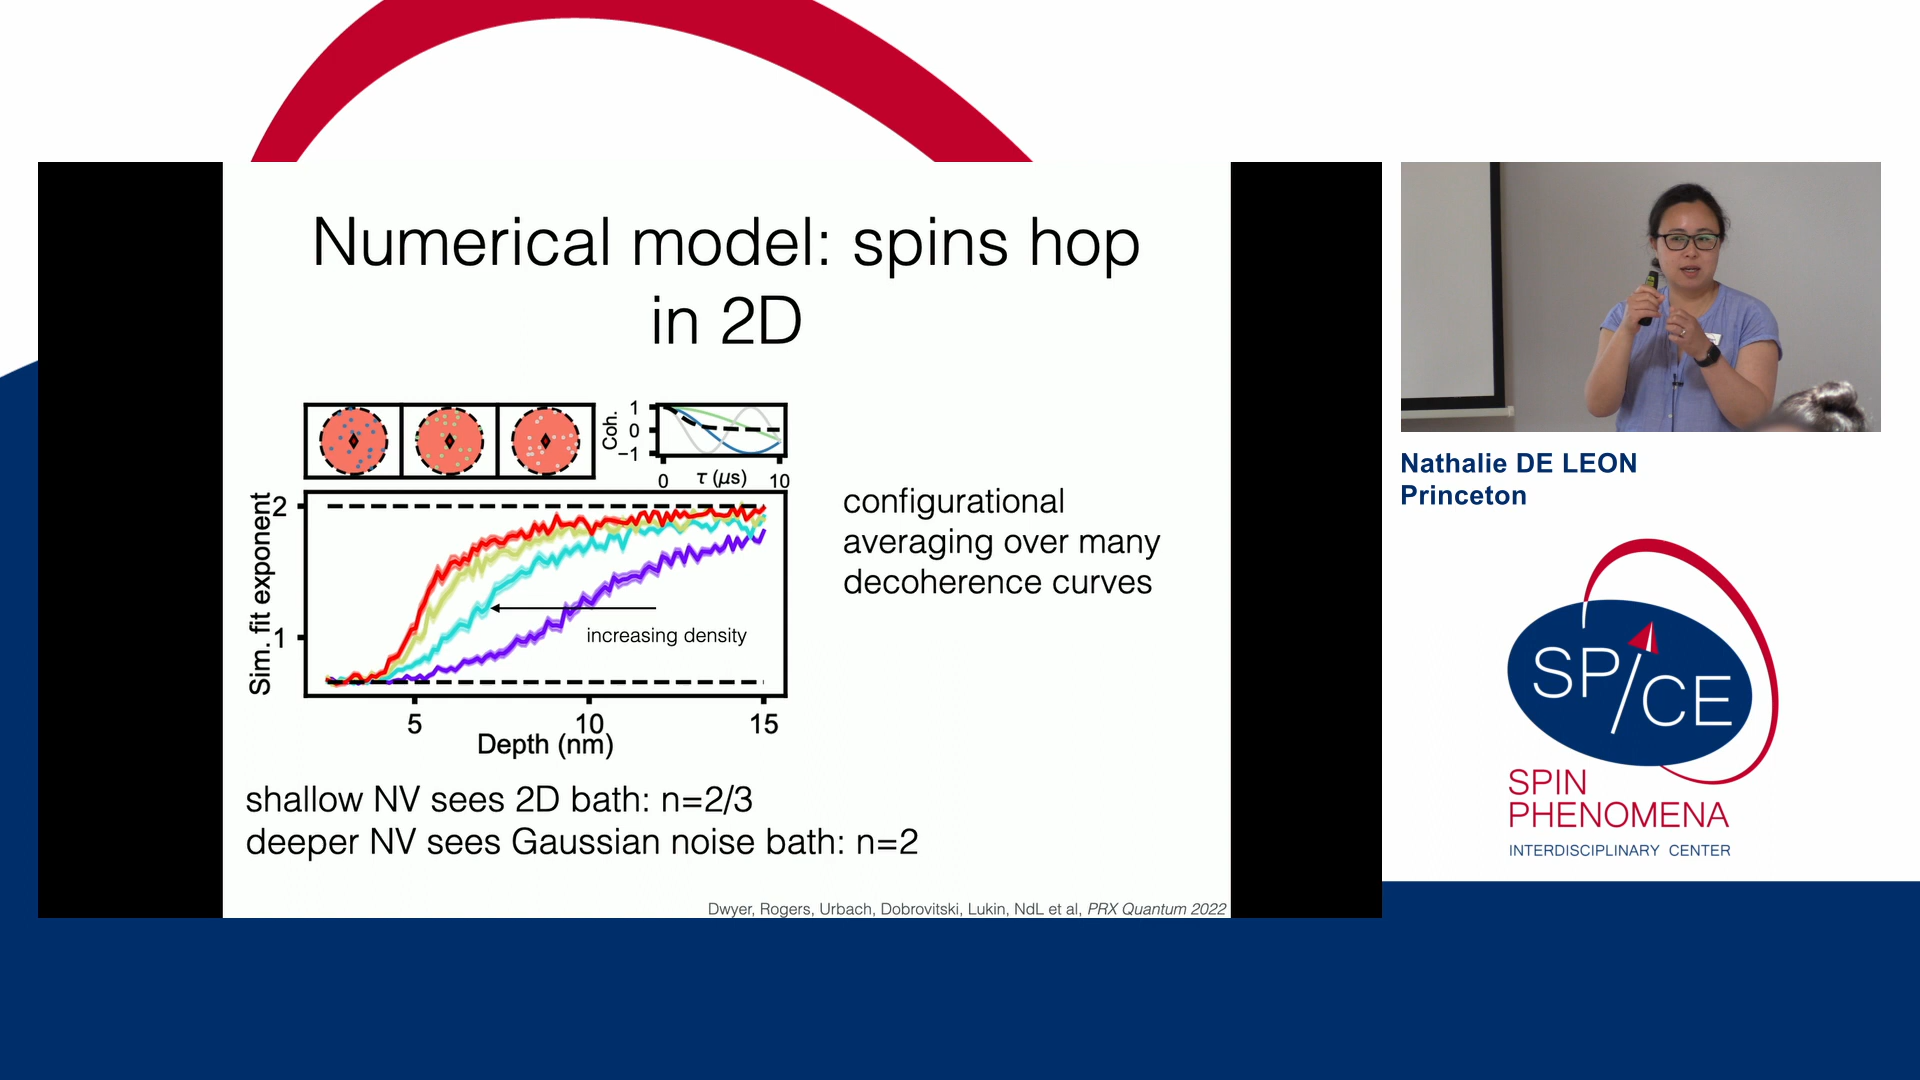 Numerical model: spins hop
in 2D
Coh.
1
0
−1
0
τ (μs)
10
Sim. fit exponent
2
1
increasing density
5
10
15
Depth (nm)
configurational
averaging over many
decoherence curves
shallow NV sees 2D bath: n=2/3
deeper NV sees Gaussian noise bath: n=2
Dwyer, Rogers, Urbach, Dobrovitski, Lukin, NdL et al, PRX Quantum 2022
Nathalie DE LEON
Princeton
SP/CE
SPIN
PHENOMENA
INTERDISCIPLINARY CENTER